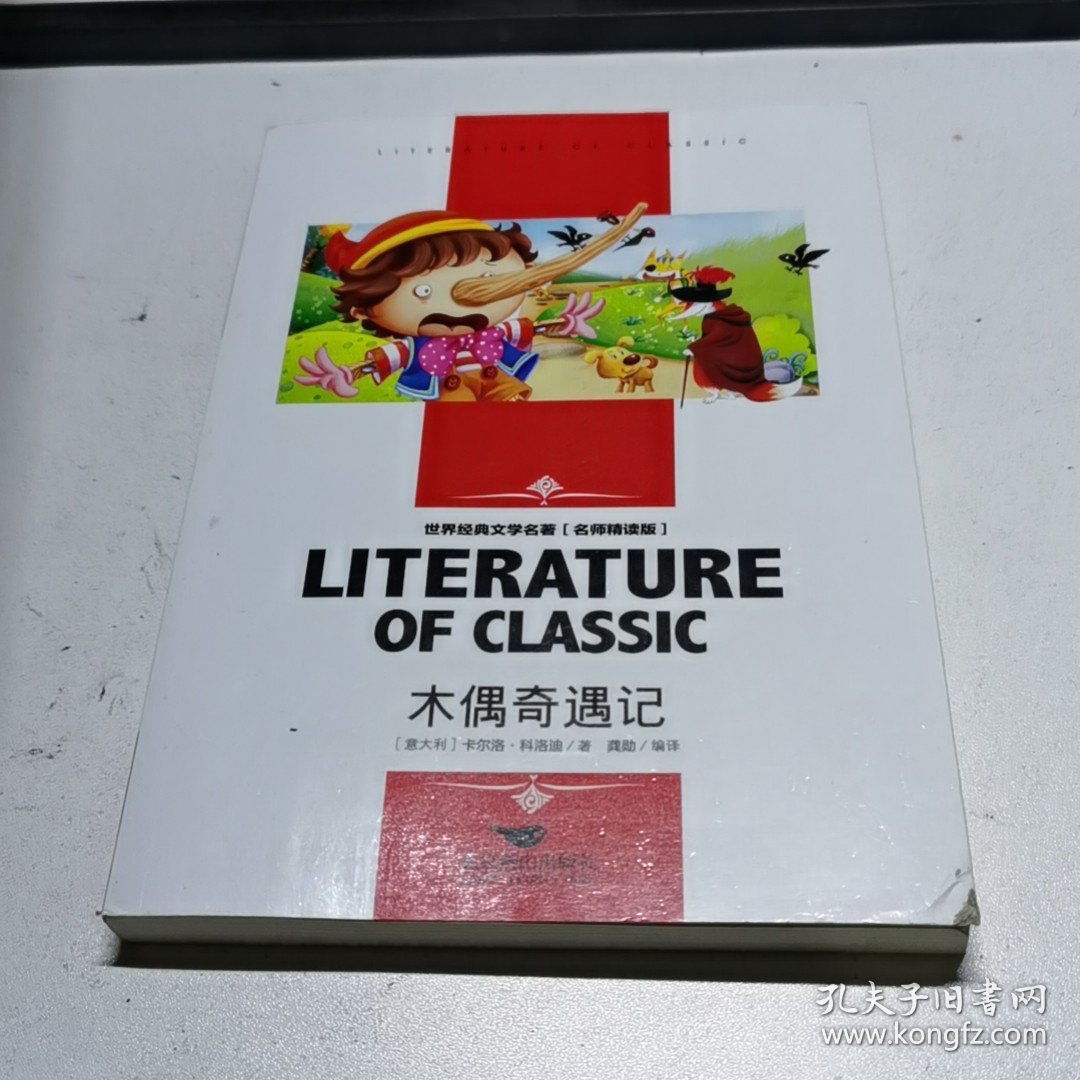 LITERATURE OF CLASSIC
世界经典文学名著［名师精读版］
LITERATURE
OF CLASSIC
木偶奇遇记
［意大利］卡尔洛·科洛迪／著 龚勋／编译
孔夫子旧書网
www.kongfz.com